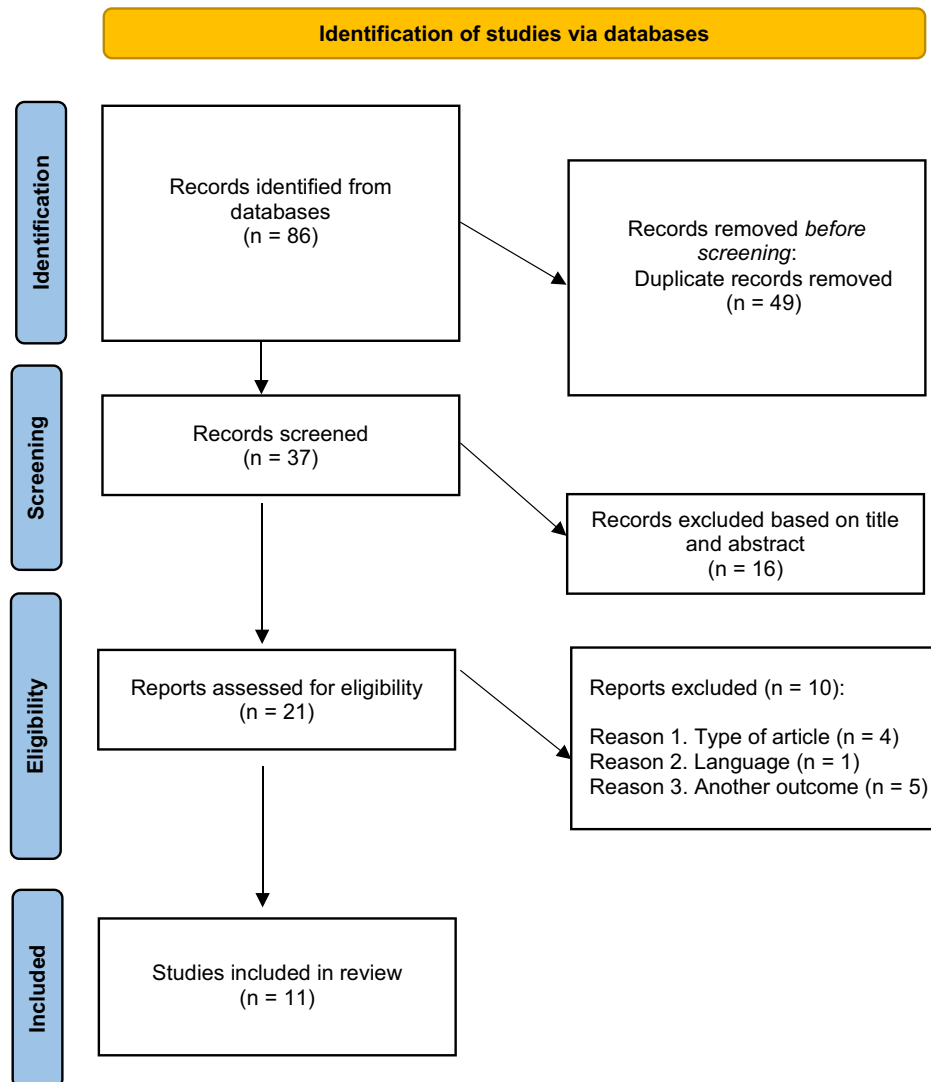 Identification of studies via databases
Identification
Records identified from
databases
(n = 86)
Records removed before
screening:
Duplicate records removed
(n = 49)
Screening
Records screened
(n = 37)
Records excluded based on title
and abstract
(n = 16)
Eligibility
Reports assessed for eligibility
(n = 21)
Reports excluded (n = 10):
Reason 1. Type of article (n = 4)
Reason 2. Language (n = 1)
Reason 3. Another outcome (n = 5)
Included
Studies included in review
(n = 11)